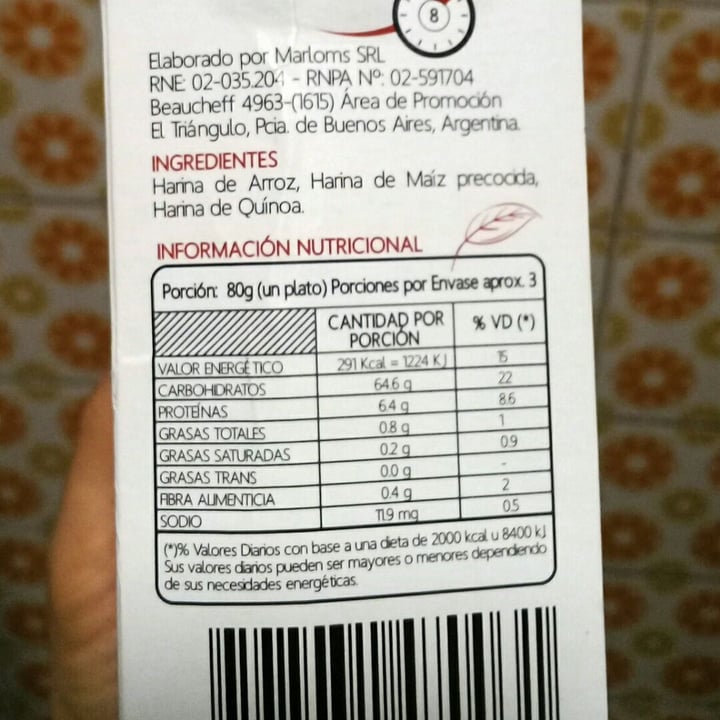 8
Elaborado por Marloms SRL
RNE: 02-035.204 - RNPA Nº: 02-591704
Beaucheff 4963-(1615) Área de Promoción
El Triángulo, Pcia. de Buenos Aires, Argentina.
INGREDIENTES
Harina de Arroz, Harina de Maíz precocida,
Harina de Quínoa.
INFORMACIÓN NUTRICIONAL
Porción: 80g (un plato) Porciones por Envase aprox. 3
CANTIDAD POR PORCIÓN % VD (*)
VALOR ENERGÉTICO 291 Kcal = 1224 KJ 15
CARBOHIDRATOS 64.6 g 22
PROTEÍNAS 6.4 g 8.6
GRASAS TOTALES 0.8 g 1
GRASAS SATURADAS 0.2 g 0.9
GRASAS TRANS 0.0 g -
FIBRA ALIMENTICIA 0.4 g 2
SODIO 11.9 mg 0.5
(*)% Valores Diarios con base a una dieta de 2000 kcal u 8400 kJ
Sus valores diarios pueden ser mayores o menores dependiendo
de sus necesidades energéticas.